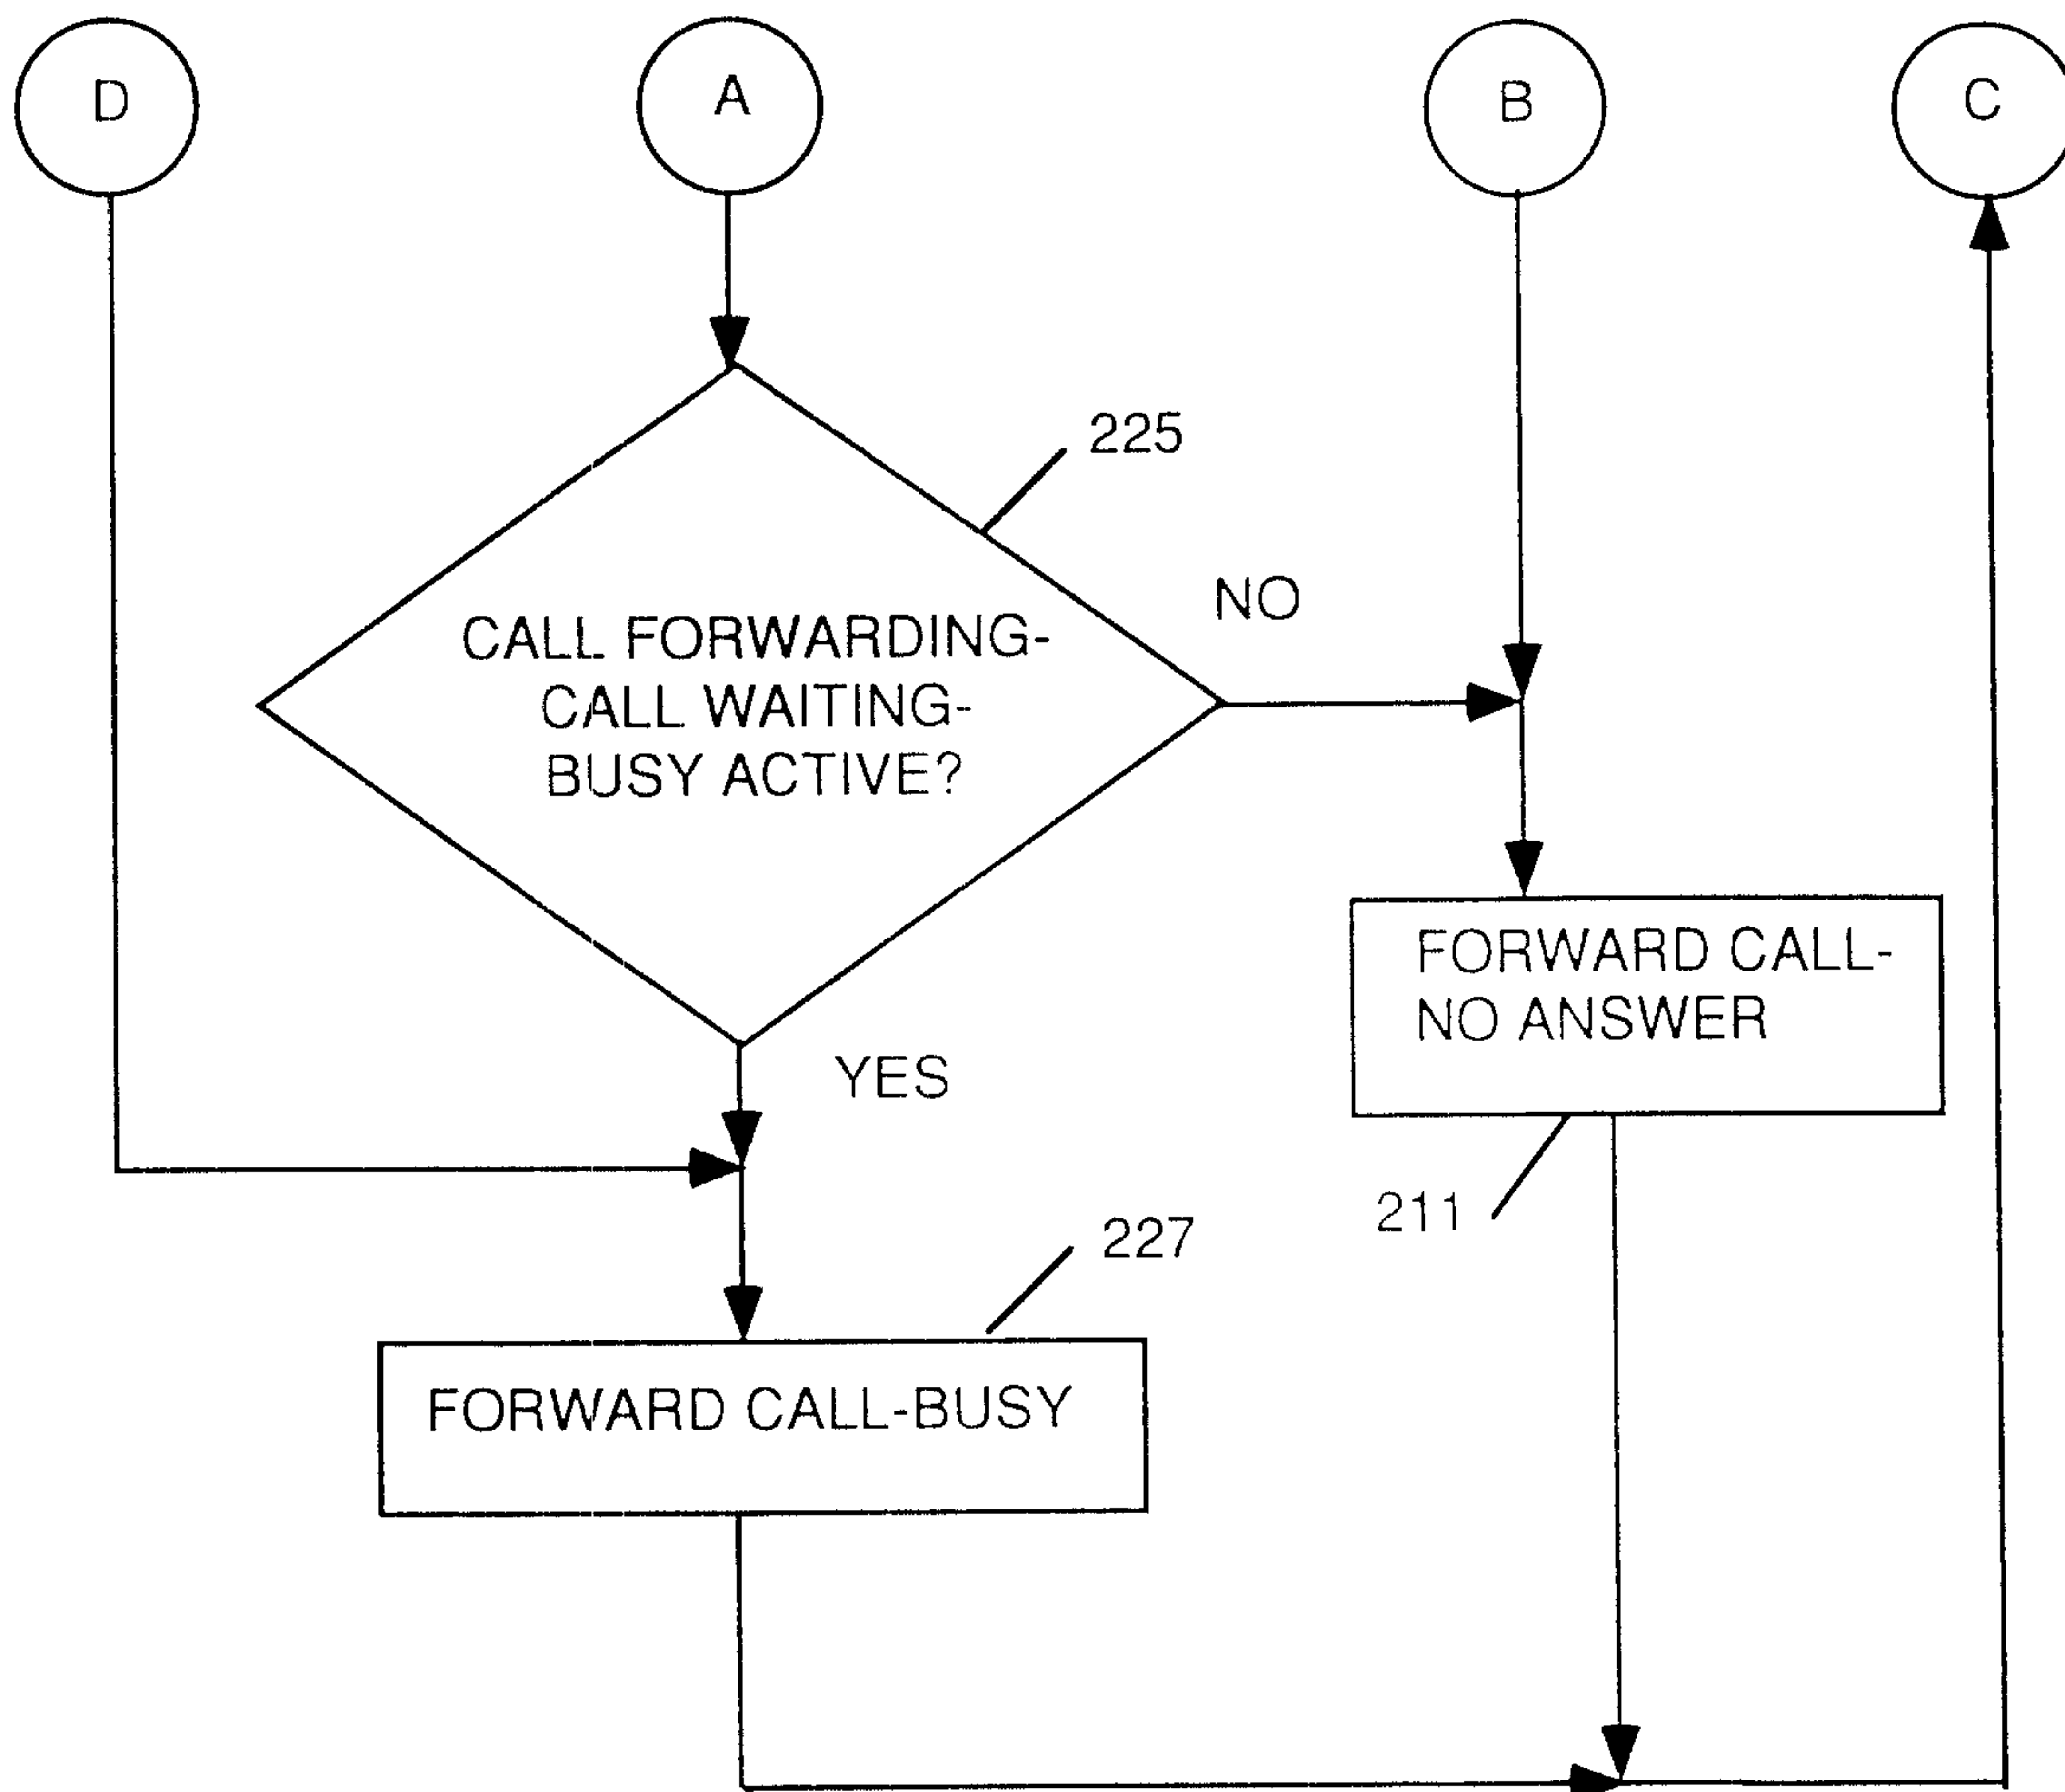 D
A
B
C
225
NO
CALL FORWARDING-
CALL WAITING-
BUSY ACTIVE?
FORWARD CALL-
NO ANSWER
YES
211
227
FORWARD CALL-BUSY